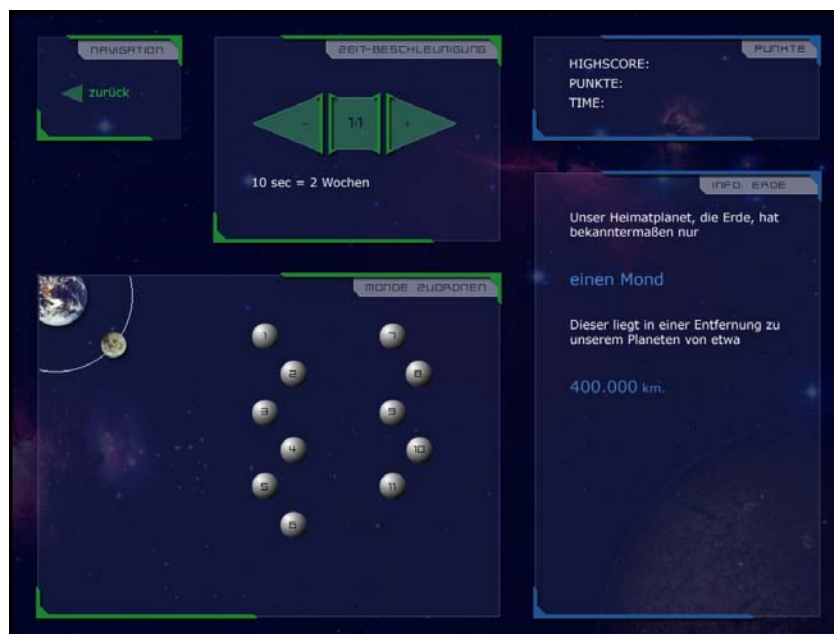 NAVIGATION
zurück
ZEIT-BESCHLEUNIGUNG
-
1:1
+
10 sec = 2 Wochen
PUNKTE
HIGHSCORE:
PUNKTE:
TIME:
INFO: ERDE
Unser Heimatplanet, die Erde, hat
bekanntermaßen nur
einen Mond
Dieser liegt in einer Entfernung zu
unserem Planeten von etwa
400.000 km.
MONDE ZUORDNEN
1
2
3
4
5
6
7
8
9
10
11